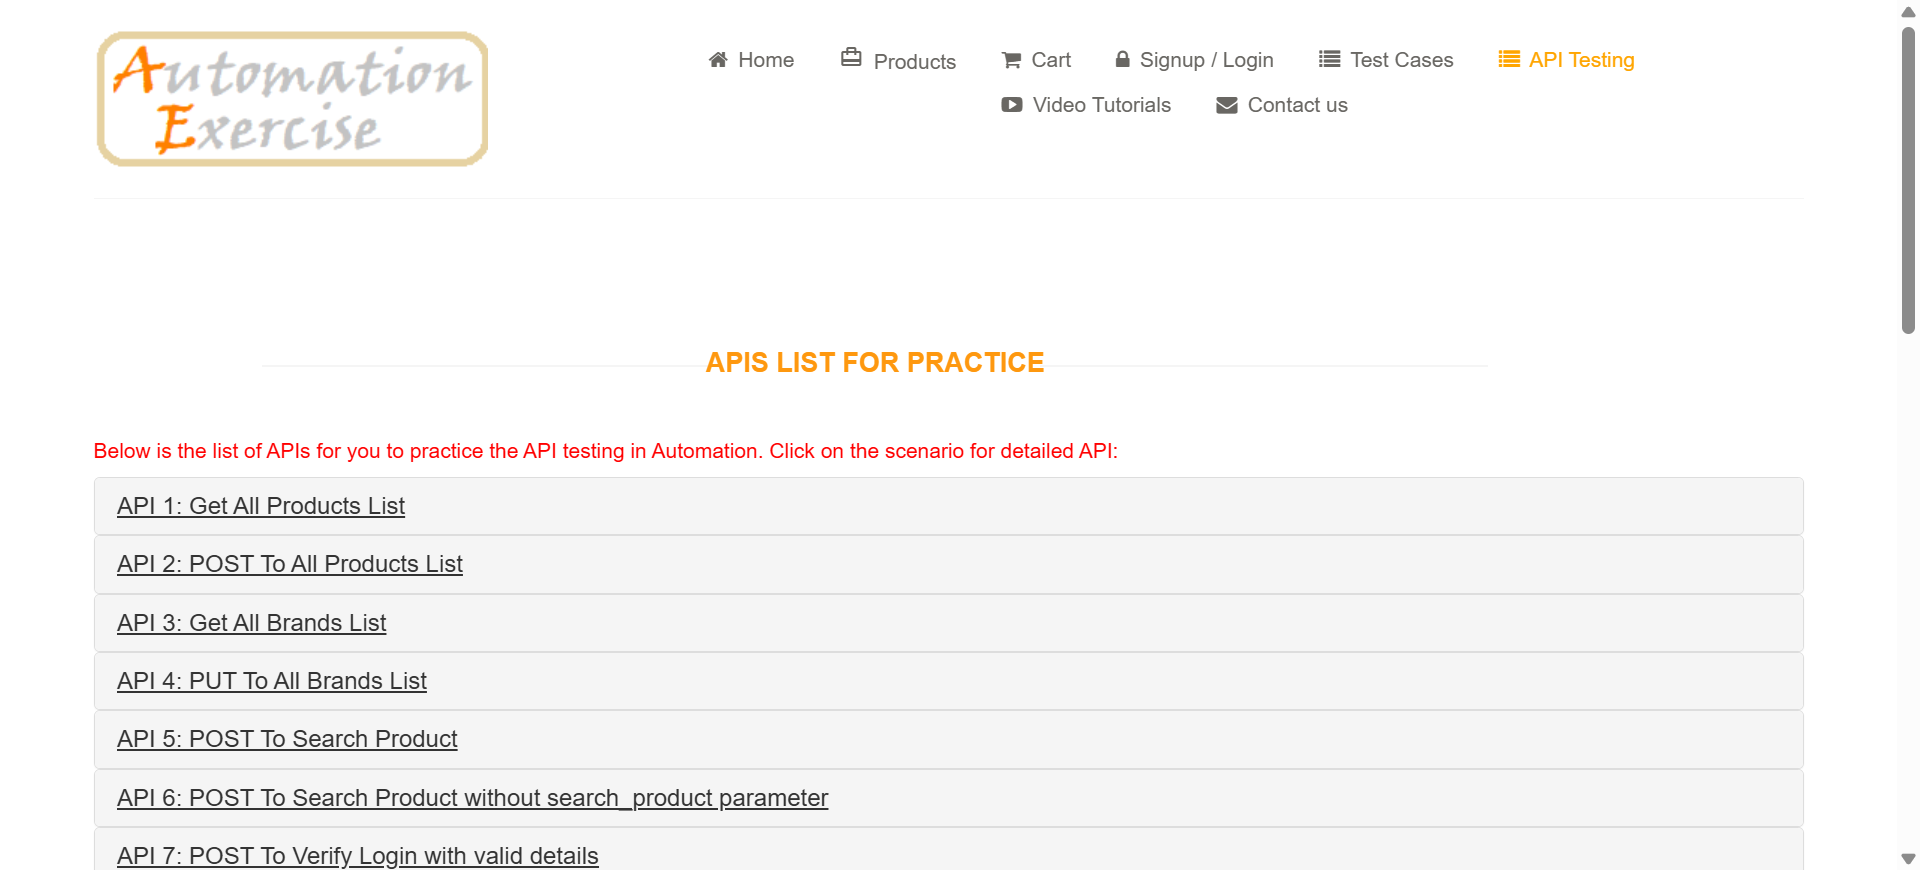 Automation
Exercise
Home Products Cart Signup / Login Test Cases API Testing
Video Tutorials Contact us
APIS LIST FOR PRACTICE
Below is the list of APIs for you to practice the API testing in Automation. Click on the scenario for detailed API:
API 1: Get All Products List
API 2: POST To All Products List
API 3: Get All Brands List
API 4: PUT To All Brands List
API 5: POST To Search Product
API 6: POST To Search Product without search_product parameter
API 7: POST To Verify Login with valid details